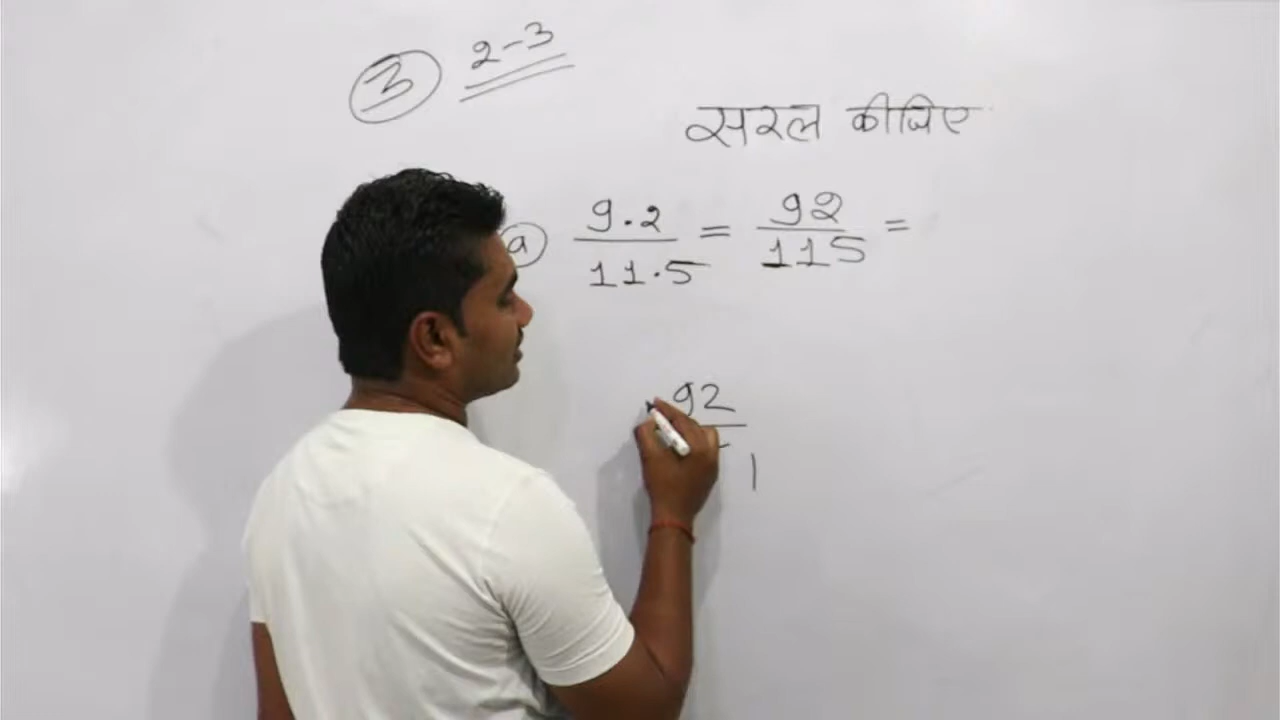 3 2-3
सरल कीजिए
a 9.2/11.5 = 92/115 =
92
1